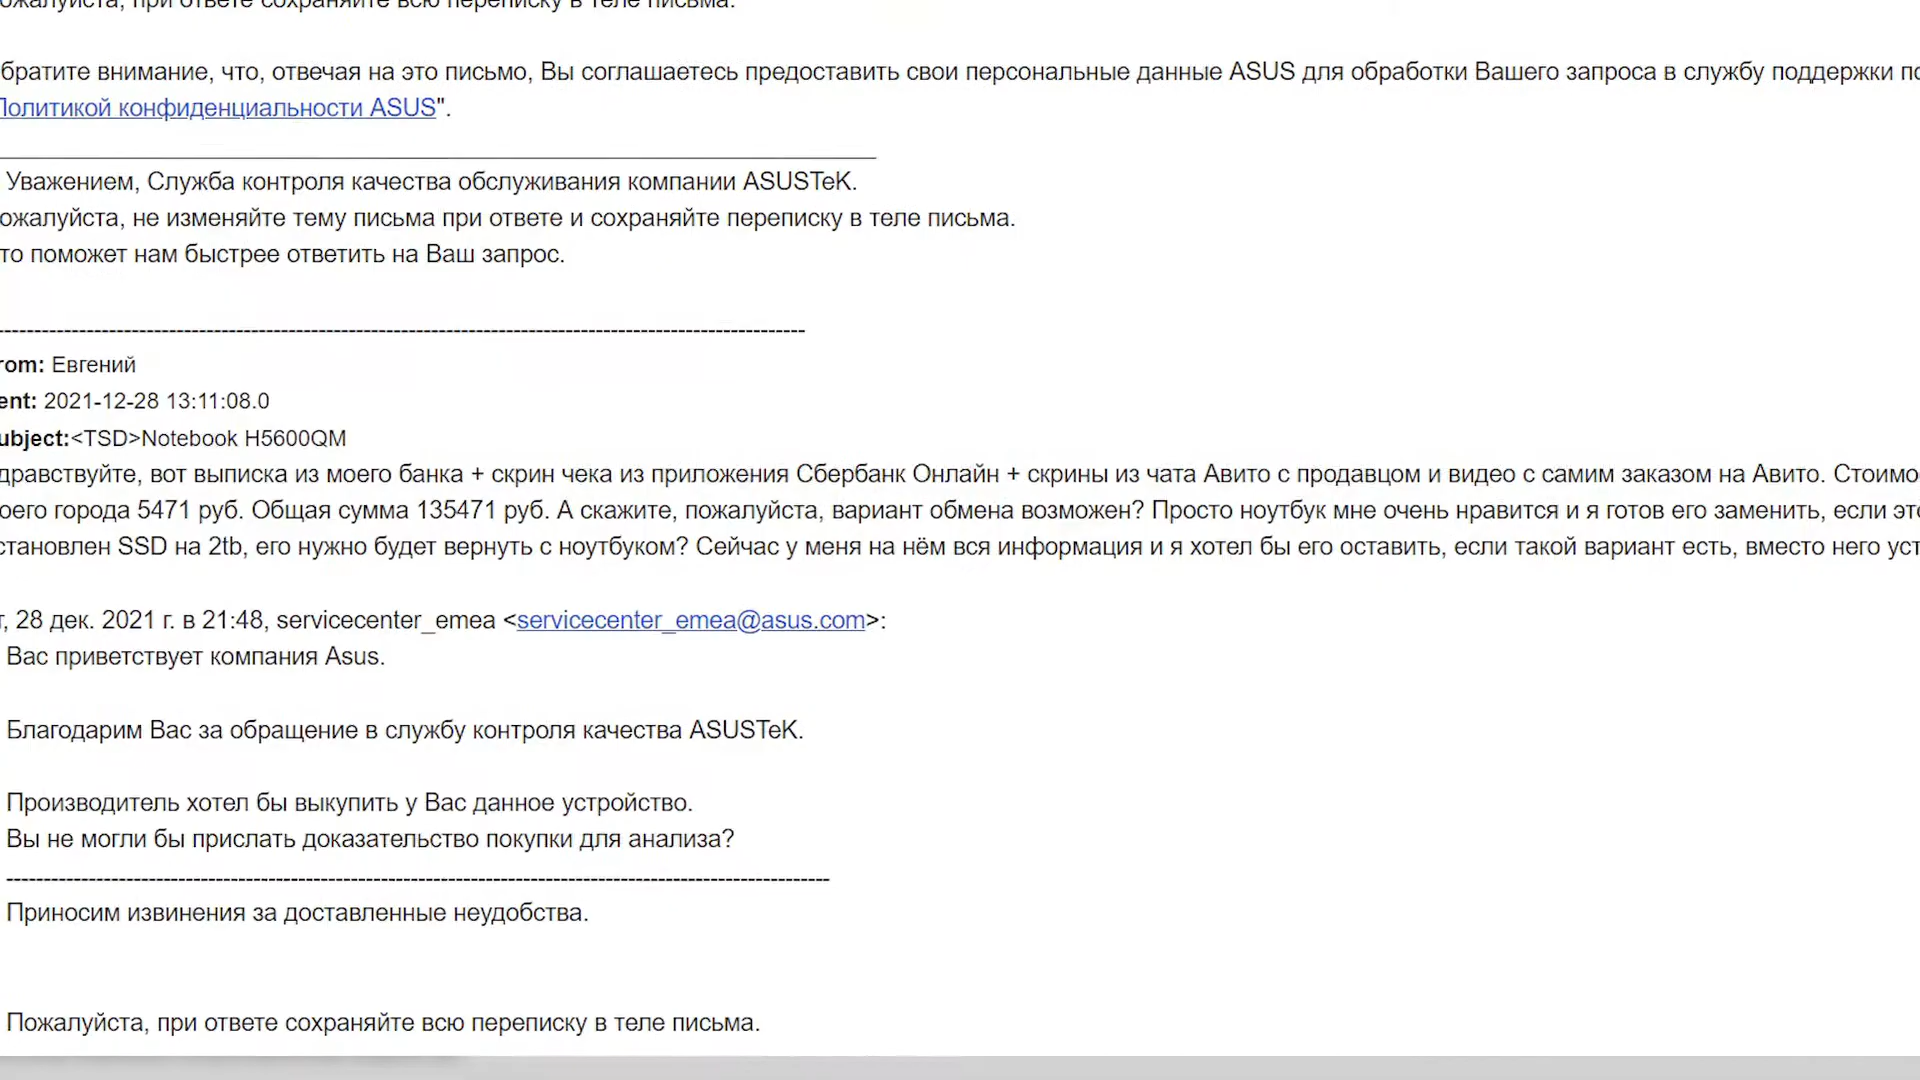 ожалуйста, при ответе сохраняйте всю переписку в теле письма.
братите внимание, что, отвечая на это письмо, Вы соглашаетесь предоставить свои персональные данные ASUS для обработки Вашего запроса в службу поддержки по
Политикой конфиденциальности ASUS".
Уважением, Служба контроля качества обслуживания компании ASUSTeK.
ожалуйста, не изменяйте тему письма при ответе и сохраняйте переписку в теле письма.
то поможет нам быстрее ответить на Ваш запрос.
--------------------------------------------------------------------------------------------------------------
rom: Евгений
ent: 2021-12-28 13:11:08.0
ubject:<TSD>Notebook H5600QM
дравствуйте, вот выписка из моего банка + скрин чека из приложения Сбербанк Онлайн + скрины из чата Авито с продавцом и видео с самим заказом на Авито. Стоимо
оего города 5471 руб. Общая сумма 135471 руб. А скажите, пожалуйста, вариант обмена возможен? Просто ноутбук мне очень нравится и я готов его заменить, если это
становлен SSD на 2tb, его нужно будет вернуть с ноутбуком? Сейчас у меня на нём вся информация и я хотел бы его оставить, если такой вариант есть, вместо него уст
т, 28 дек. 2021 г. в 21:48, servicecenter_emea <servicecenter_emea@asus.com>:
Вас приветствует компания Asus.
Благодарим Вас за обращение в службу контроля качества ASUSTeK.
Производитель хотел бы выкупить у Вас данное устройство.
Вы не могли бы прислать доказательство покупки для анализа?
--------------------------------------------------------------------------------------------------------------
Приносим извинения за доставленные неудобства.
Пожалуйста, при ответе сохраняйте всю переписку в теле письма.